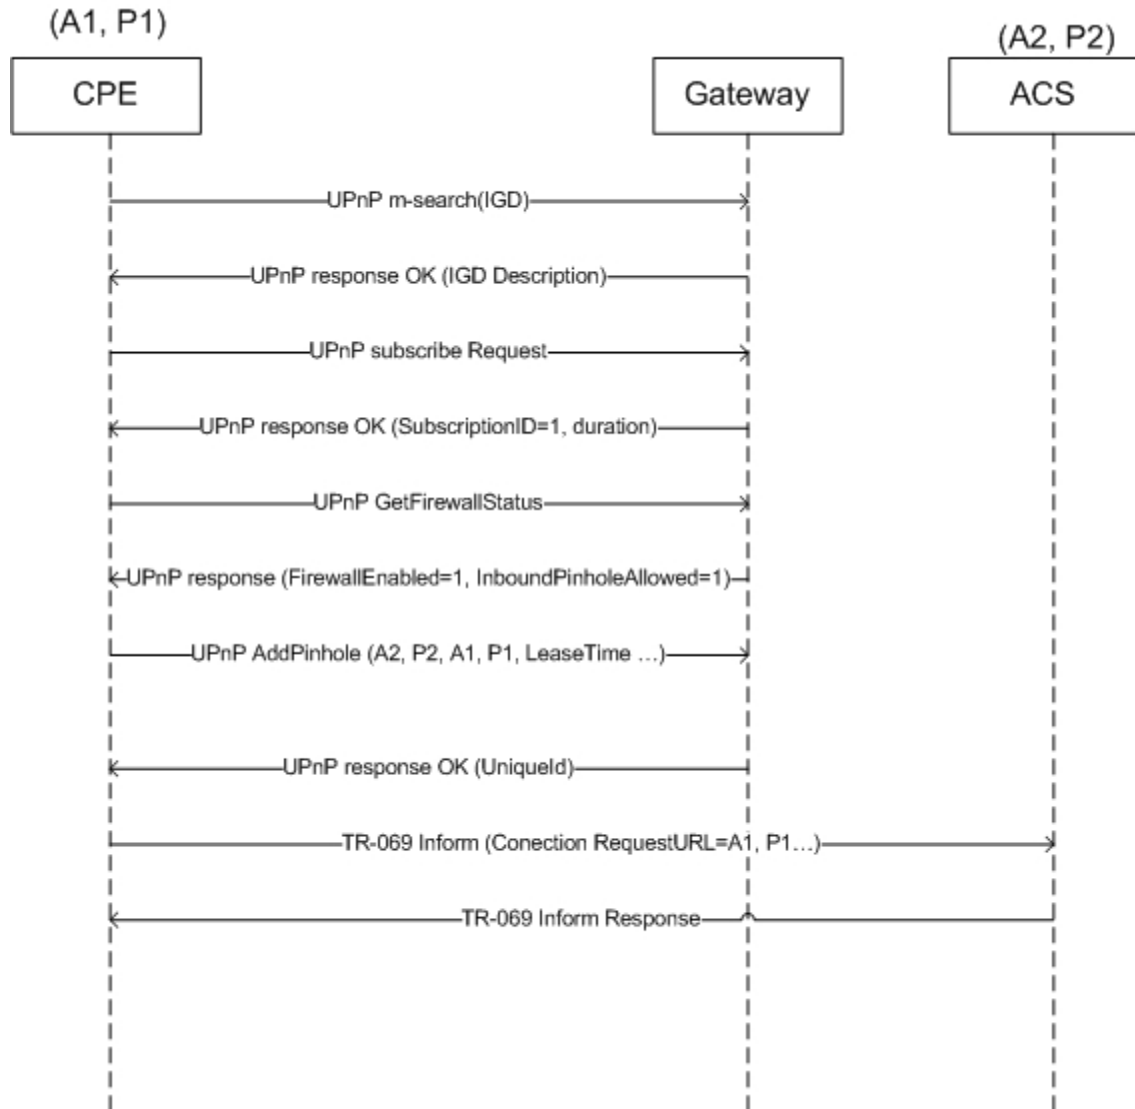 (A1, P1)
(A2, P2)
CPE
Gateway
ACS
UPnP m-search(IGD)
UPnP response OK (IGD Description)
UPnP subscribe Request
UPnP response OK (SubscriptionID=1, duration)
UPnP GetFirewallStatus
UPnP response (FirewallEnabled=1, InboundPinholeAllowed=1)
UPnP AddPinhole (A2, P2, A1, P1, LeaseTime …)
UPnP response OK (UniqueId)
TR-069 Inform (Conection RequestURL=A1, P1…)
TR-069 Inform Response